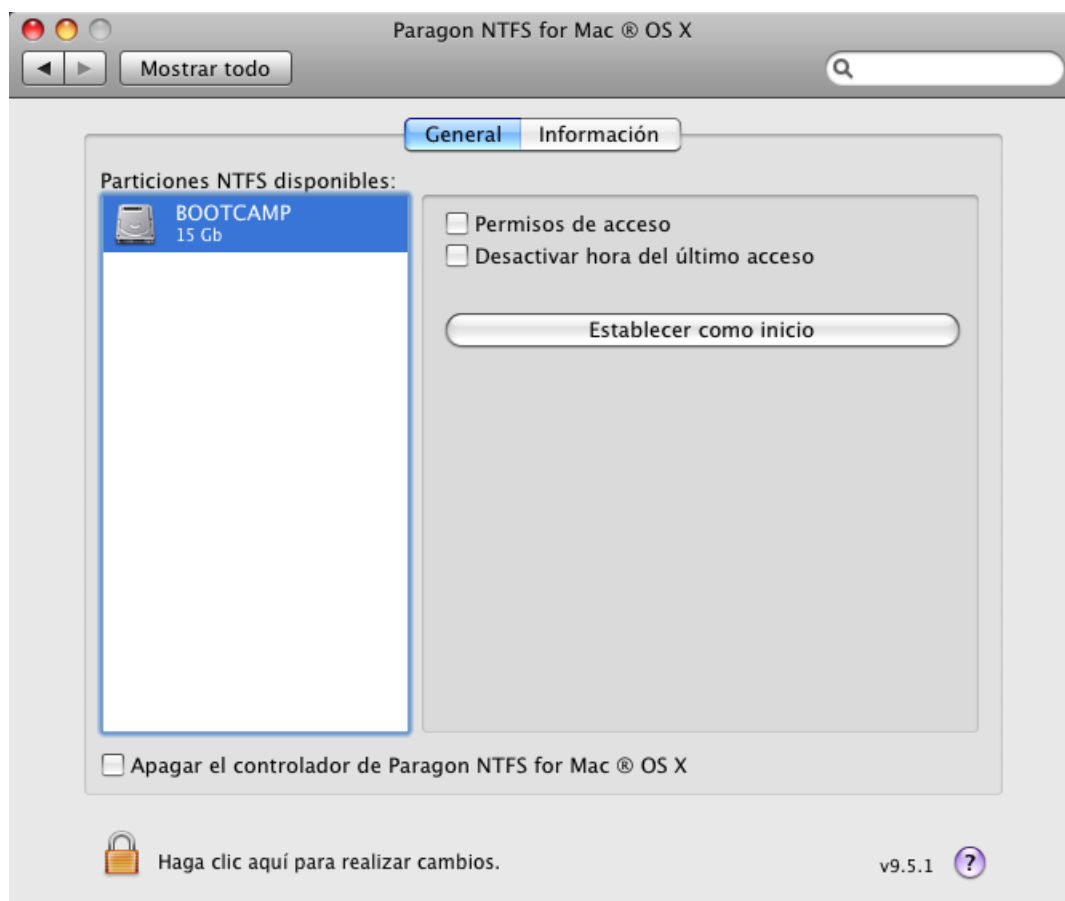 Paragon NTFS for Mac ® OS X
Mostrar todo
General Información
Particiones NTFS disponibles:
BOOTCAMP
15 Gb
Permisos de acceso
Desactivar hora del último acceso
Establecer como inicio
Apagar el controlador de Paragon NTFS for Mac ® OS X
Haga clic aquí para realizar cambios.
v9.5.1 ?